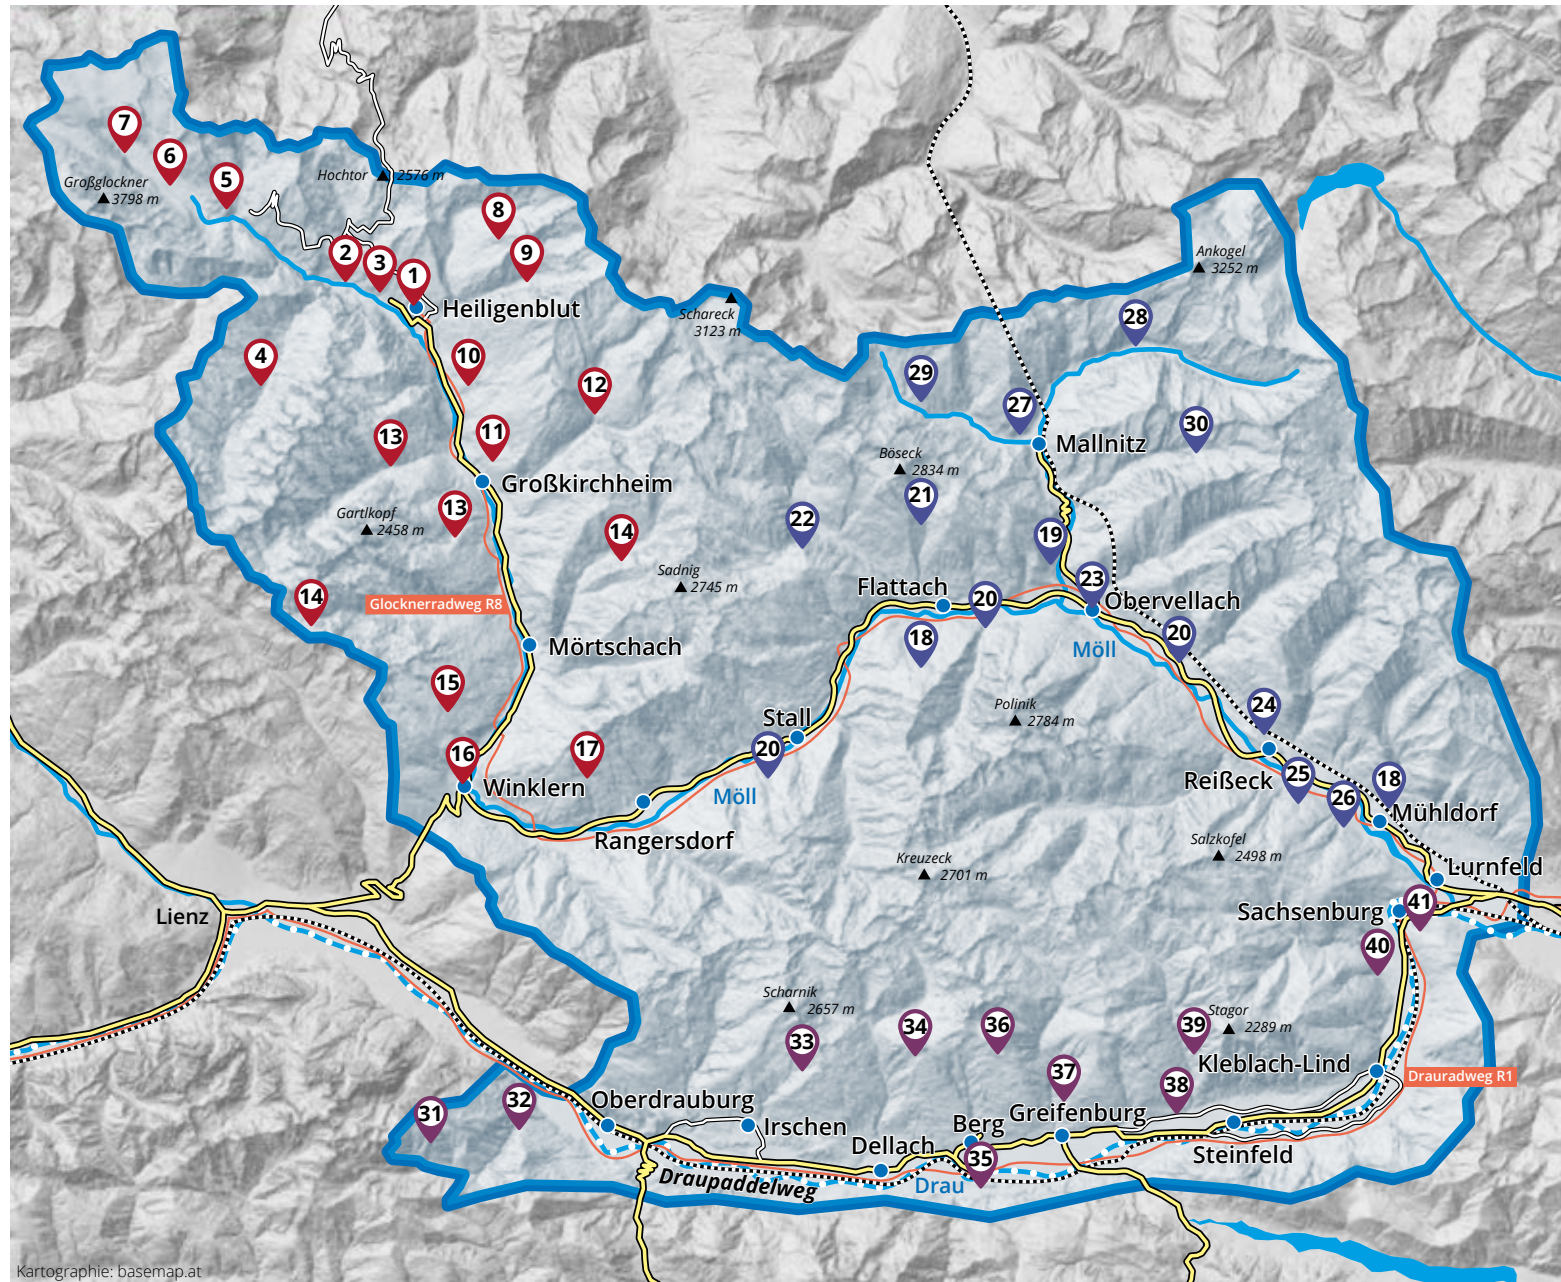 7
6
Großglockner
3798 m
5
Hochtor
2576 m
8
9
2
3
1
Heiligenblut
Schareck
3123 m
Ankogel
3252 m
28
4
10
12
29
27
30
13
11
Mallnitz
Böseck
2834 m
Großkirchheim
21
13
Gartlkopf
2458 m
14
22
19
Sadnig
2745 m
14
Glocknerradweg R8
Flattach
20
23
Obervellach
18
20
Möll
Mörtschach
15
Polinik
2784 m
24
Stall
16
17
20
Winklern
Möll
Reißeck
25
18
26
Mühldorf
Rangersdorf
Salzkofel
2498 m
Kreuzeck
2701 m
Lurnfeld
Lienz
Sachsenburg
41
40
Scharnik
2657 m
33
34
36
39
Stagor
2289 m
Kleblach-Lind
37
38
Drauradweg R1
31
32
Oberdrauburg
Irschen
Berg
Greifenburg
Dellach
35
Steinfeld
Draupaddelweg
Drau
Kartographie: basemap.at